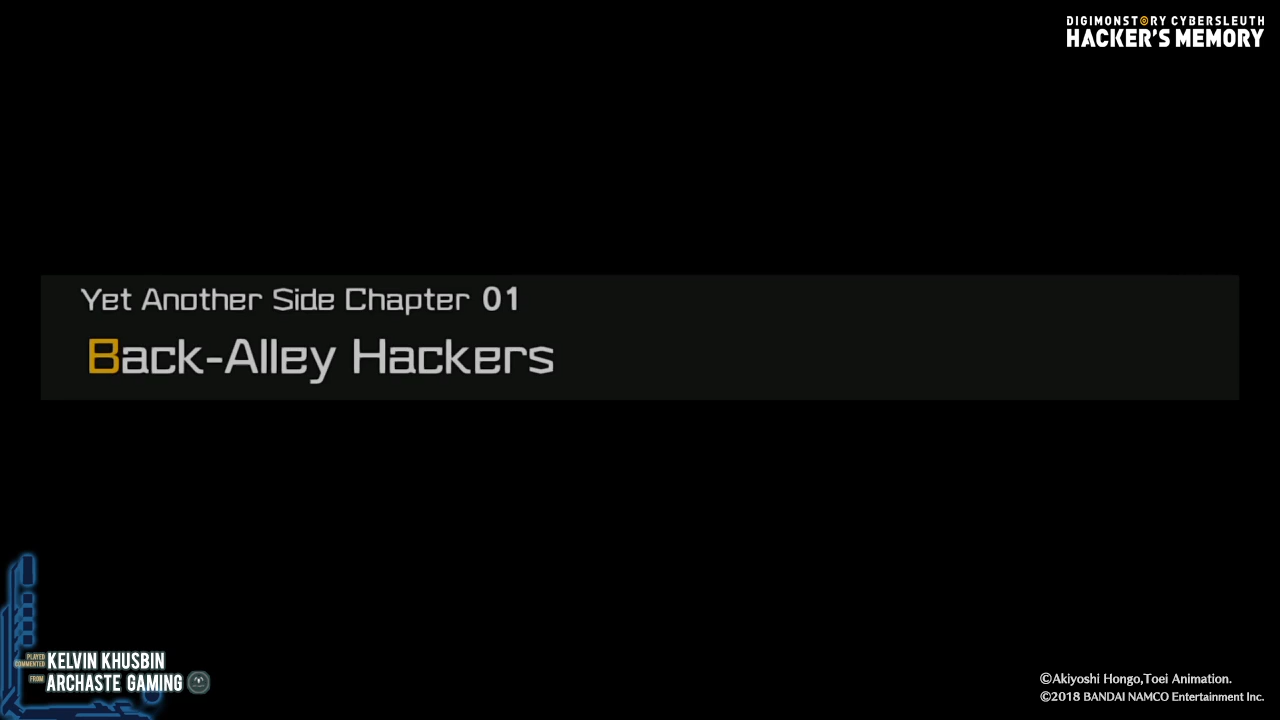 DIGIMONSTORY CYBERSLEUTH
HACKER'S MEMORY
Yet Another Side Chapter 01
Back-Alley Hackers
PLAYED
COMMENTED
KELVIN KHUSBIN
FROM
ARCHASTE GAMING
©Akiyoshi Hongo,Toei Animation.
©2018 BANDAI NAMCO Entertainment Inc.